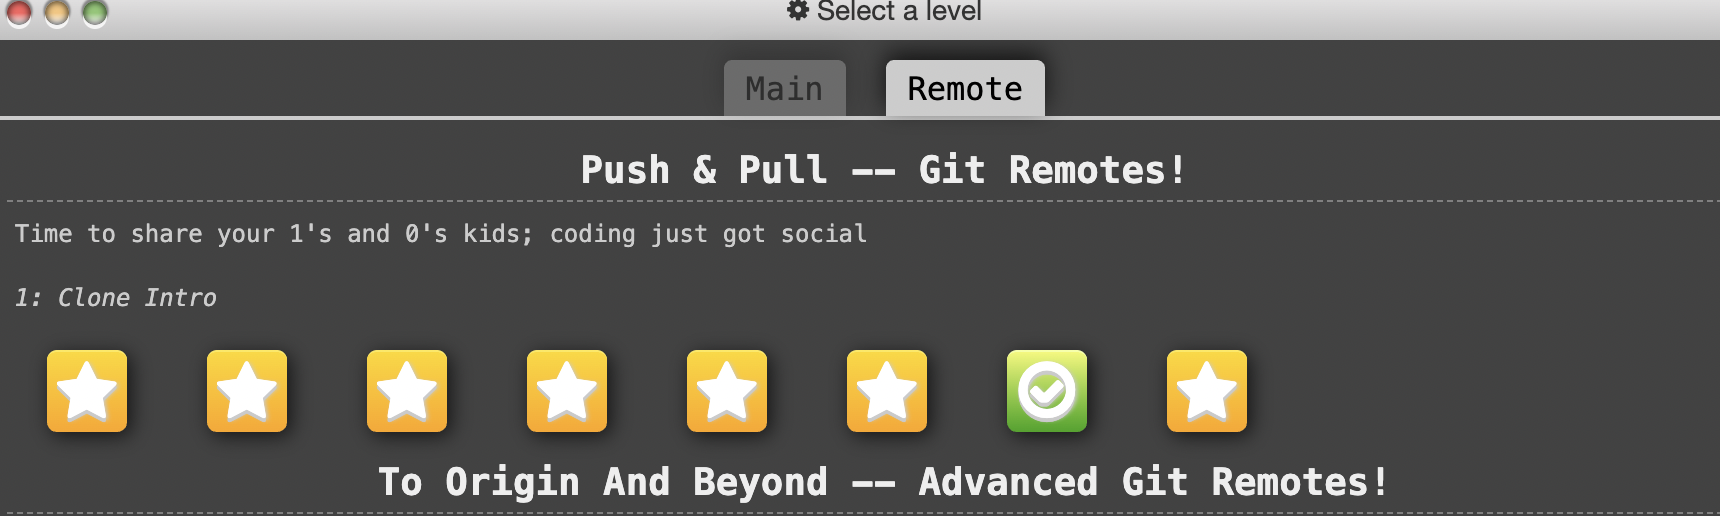 Select a level
Main
Remote
Push & Pull -- Git Remotes!
Time to share your 1's and 0's kids; coding just got social
1: Clone Intro
To Origin And Beyond -- Advanced Git Remotes!